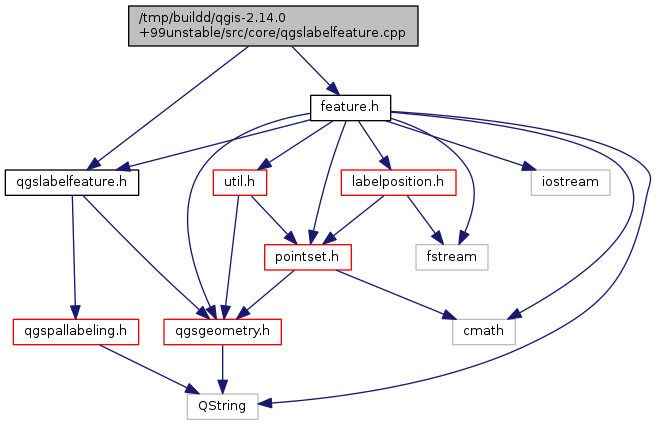 /tmp/buildd/qgis-2.14.0
+99unstable/src/core/qgslabelfeature.cpp
feature.h
qgslabelfeature.h
util.h
labelposition.h
iostream
pointset.h
fstream
qgspallabeling.h
qgsgeometry.h
cmath
QString